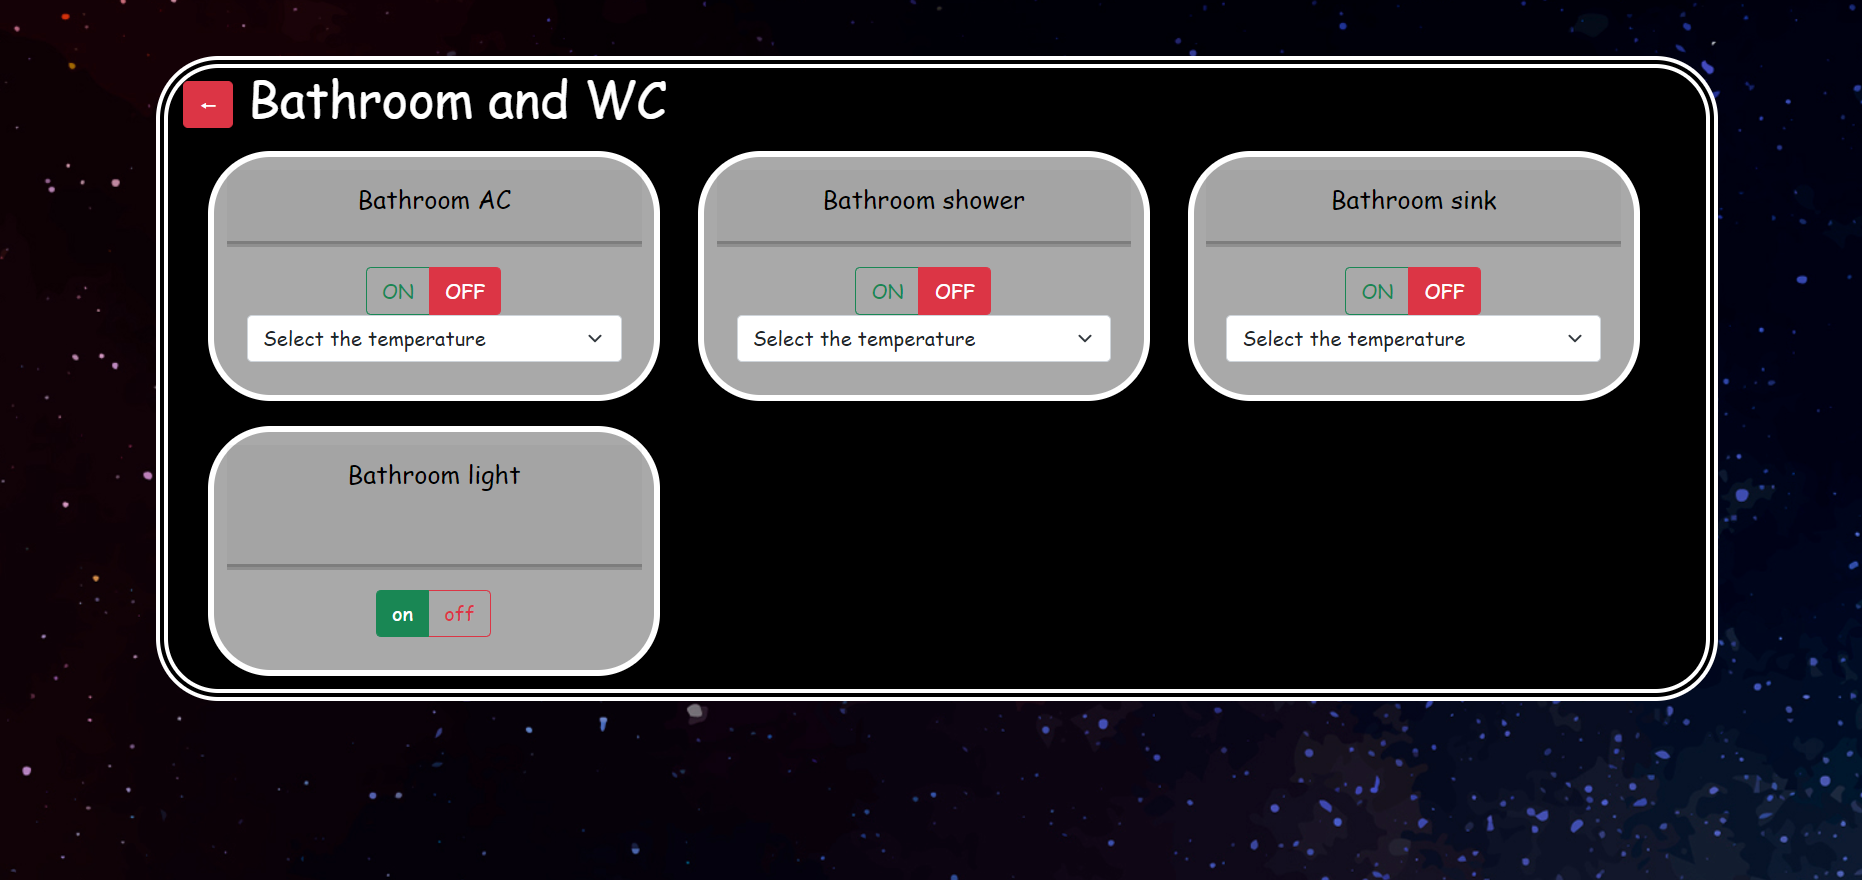 ← Bathroom and WC
Bathroom AC
ON OFF
Select the temperature
Bathroom shower
ON OFF
Select the temperature
Bathroom sink
ON OFF
Select the temperature
Bathroom light
on off